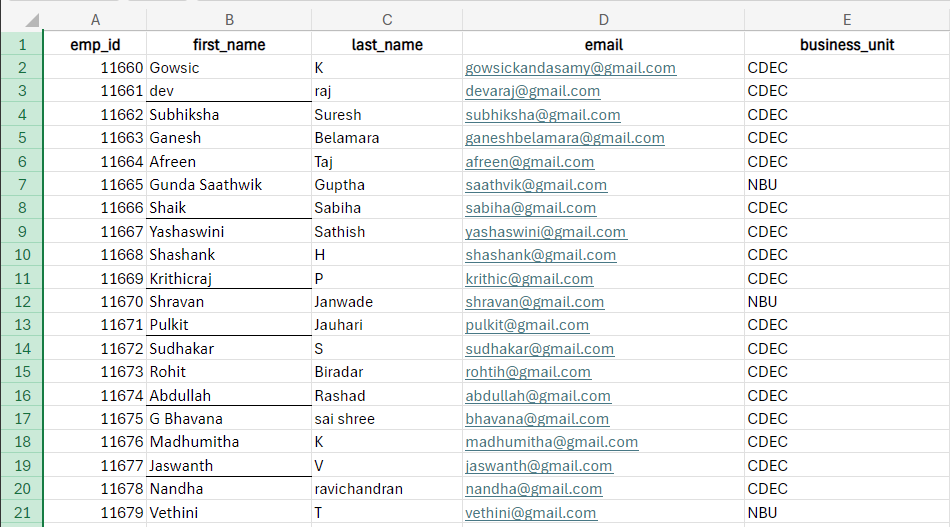 A B C D E
1 emp_id first_name last_name email business_unit
2 11660 Gowsic K gowsickandasamy@gmail.com CDEC
3 11661 dev raj devaraj@gmail.com CDEC
4 11662 Subhiksha Suresh subhiksha@gmail.com CDEC
5 11663 Ganesh Belamara ganeshbelamara@gmail.com CDEC
6 11664 Afreen Taj afreen@gmail.com CDEC
7 11665 Gunda Saathwik Guptha saathvik@gmail.com NBU
8 11666 Shaik Sabiha sabiha@gmail.com CDEC
9 11667 Yashaswini Sathish yashaswini@gmail.com CDEC
10 11668 Shashank H shashank@gmail.com CDEC
11 11669 Krithicraj P krithic@gmail.com CDEC
12 11670 Shravan Janwade shravan@gmail.com NBU
13 11671 Pulkit Jauhari pulkit@gmail.com CDEC
14 11672 Sudhakar S sudhakar@gmail.com CDEC
15 11673 Rohit Biradar rohtih@gmail.com CDEC
16 11674 Abdullah Rashad abdullah@gmail.com CDEC
17 11675 G Bhavana sai shree bhavana@gmail.com CDEC
18 11676 Madhumitha K madhumitha@gmail.com CDEC
19 11677 Jaswanth V jaswanth@gmail.com CDEC
20 11678 Nandha ravichandran nandha@gmail.com CDEC
21 11679 Vethini T vethini@gmail.com NBU